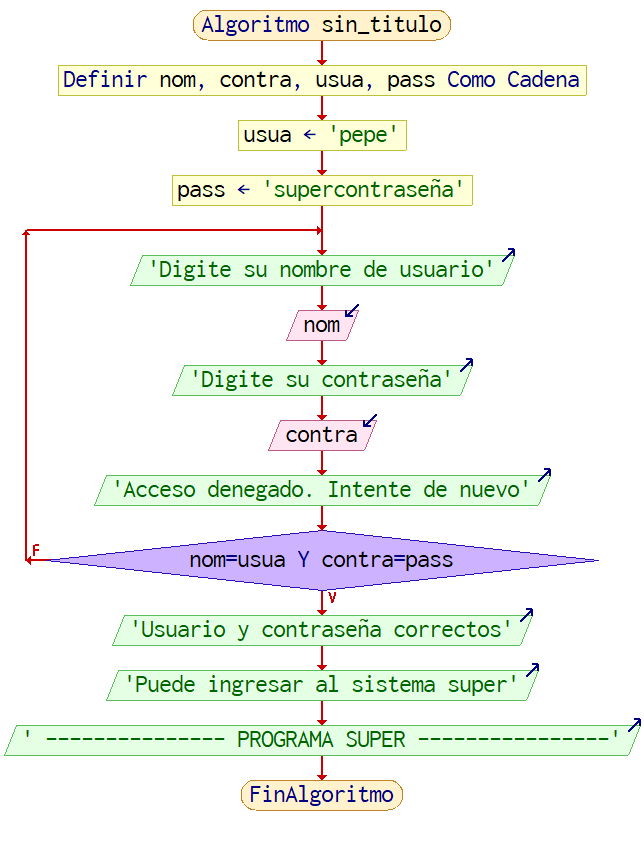 Algoritmo sin_titulo
Definir nom, contra, usua, pass Como Cadena
usua ← 'pepe'
pass ← 'supercontraseña'
'Digite su nombre de usuario'
nom
'Digite su contraseña'
contra
'Acceso denegado. Intente de nuevo'
F
nom=usua Y contra=pass
V
'Usuario y contraseña correctos'
'Puede ingresar al sistema super'
' --------------- PROGRAMA SUPER ----------------'
FinAlgoritmo